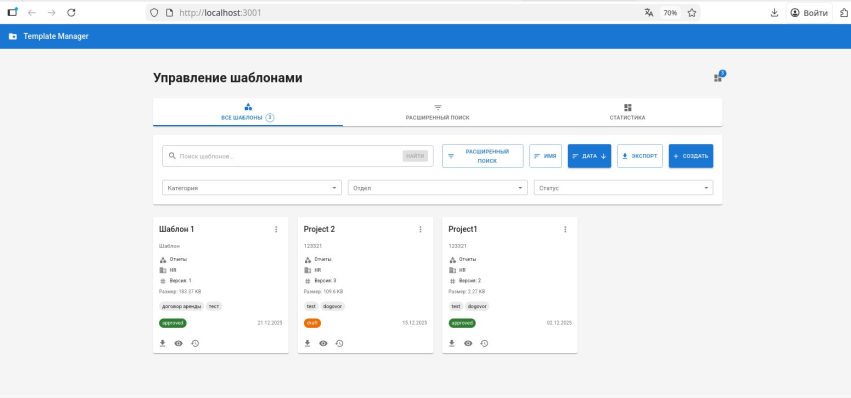 http://localhost:3001
70%
Войти
Template Manager
Управление шаблонами
3
ВСЕ ШАБЛОНЫ 3
РАСШИРЕННЫЙ ПОИСК
СТАТИСТИКА
Поиск шаблонов...
НАЙТИ
РАСШИРЕННЫЙ ПОИСК
ИМЯ
ДАТА
ЭКСПОРТ
СОЗДАТЬ
Категория
Отдел
Статус
Шаблон 1
Шаблон
Отчеты
HR
Версия: 1
Размер: 183.37 KB
договор аренды тест
approved
21.12.2025
Project 2
123321
Отчеты
HR
Версия: 3
Размер: 109.6 KB
test dogovor
draft
15.12.2025
Project1
123321
Отчеты
HR
Версия: 2
Размер: 2.27 KB
test dogovor
approved
02.12.2025